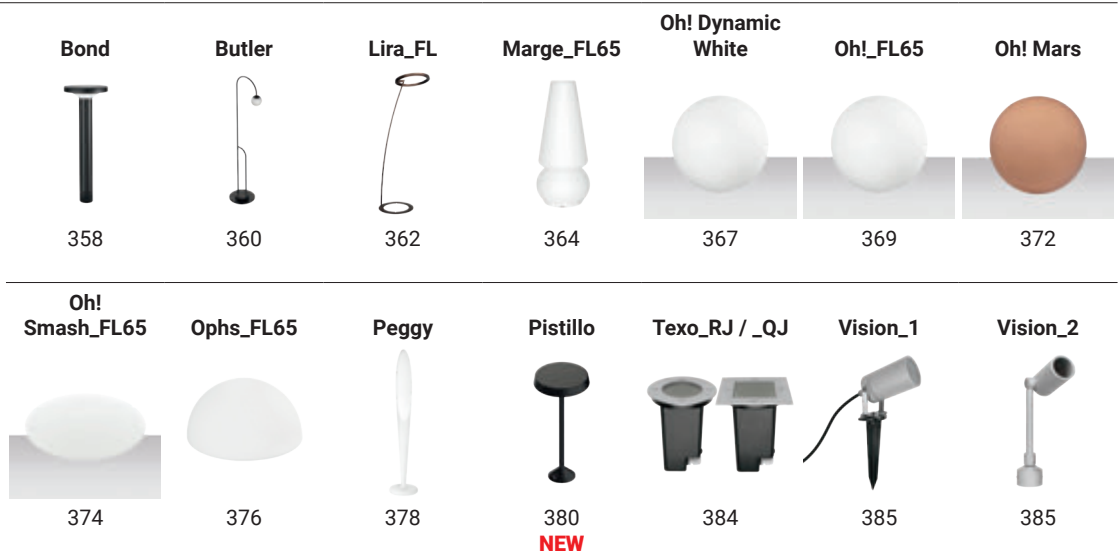 Bond
Butler
Lira_FL
Marge_FL65
Oh! Dynamic
White
Oh!_FL65
Oh! Mars
358
360
362
364
367
369
372
Oh!
Smash_FL65
Ophs_FL65
Peggy
Pistillo
Texo_RJ / _QJ
Vision_1
Vision_2
374
376
378
380
NEW
384
385
385